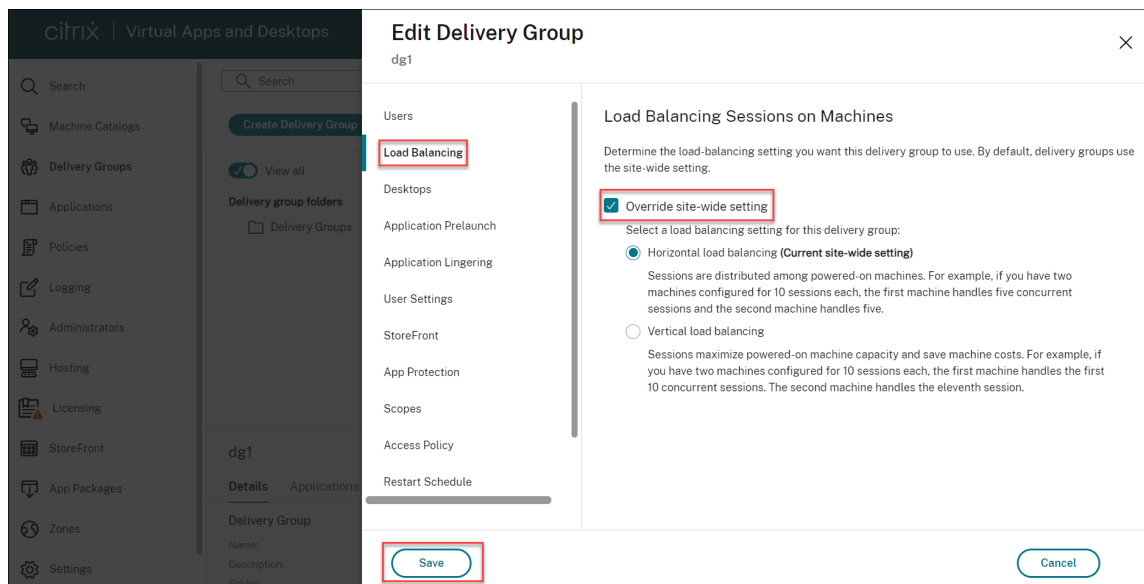 citrix | Virtual Apps and Desktops
Search
Machine Catalogs
Delivery Groups
Applications
Policies
Logging
Administrators
Hosting
Licensing
StoreFront
App Packages
Zones
Settings
Search
Create Delivery Group
View all
Delivery group folders
Delivery Groups
dg1
Details Applications
Delivery Group
Name:
Description:
Folder:
Edit Delivery Group
dg1
Users
Load Balancing
Desktops
Application Prelaunch
Application Lingering
User Settings
StoreFront
App Protection
Scopes
Access Policy
Restart Schedule
Load Balancing Sessions on Machines
Determine the load-balancing setting you want this delivery group to use. By default, delivery groups use
the site-wide setting.
Override site-wide setting
Select a load balancing setting for this delivery group:
Horizontal load balancing (Current site-wide setting)
Sessions are distributed among powered-on machines. For example, if you have two
machines configured for 10 sessions each, the first machine handles five concurrent
sessions and the second machine handles five.
Vertical load balancing
Sessions maximize powered-on machine capacity and save machine costs. For example, if
you have two machines configured for 10 sessions each, the first machine handles the first
10 concurrent sessions. The second machine handles the eleventh session.
Save
Cancel